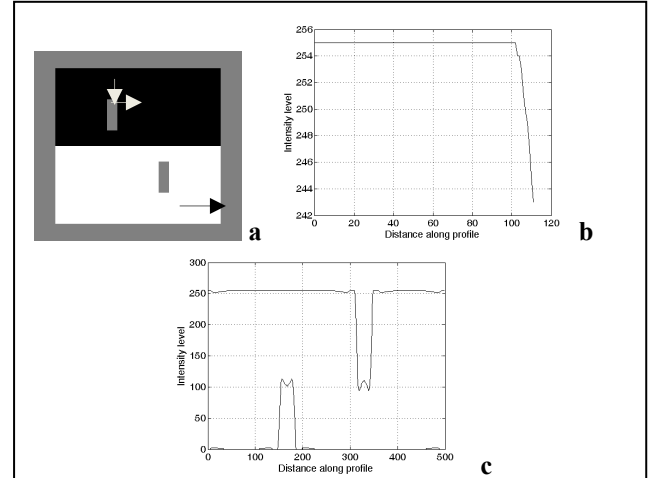 a
256
254
252
250
248
246
244
242
Intensity level
0 20 40 60 80 100 120
Distance along profile
b
300
250
200
150
100
50
0
Intensity level
0 100 200 300 400 500
Distance along profile
c